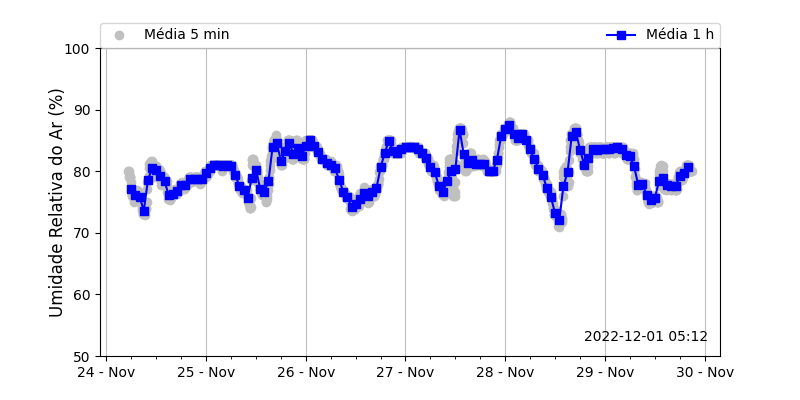 Média 5 min
Média 1 h
Umidade Relativa do Ar (%)
100
90
80
70
60
50
2022-12-01 05:12
24 - Nov
25 - Nov
26 - Nov
27 - Nov
28 - Nov
29 - Nov
30 - Nov